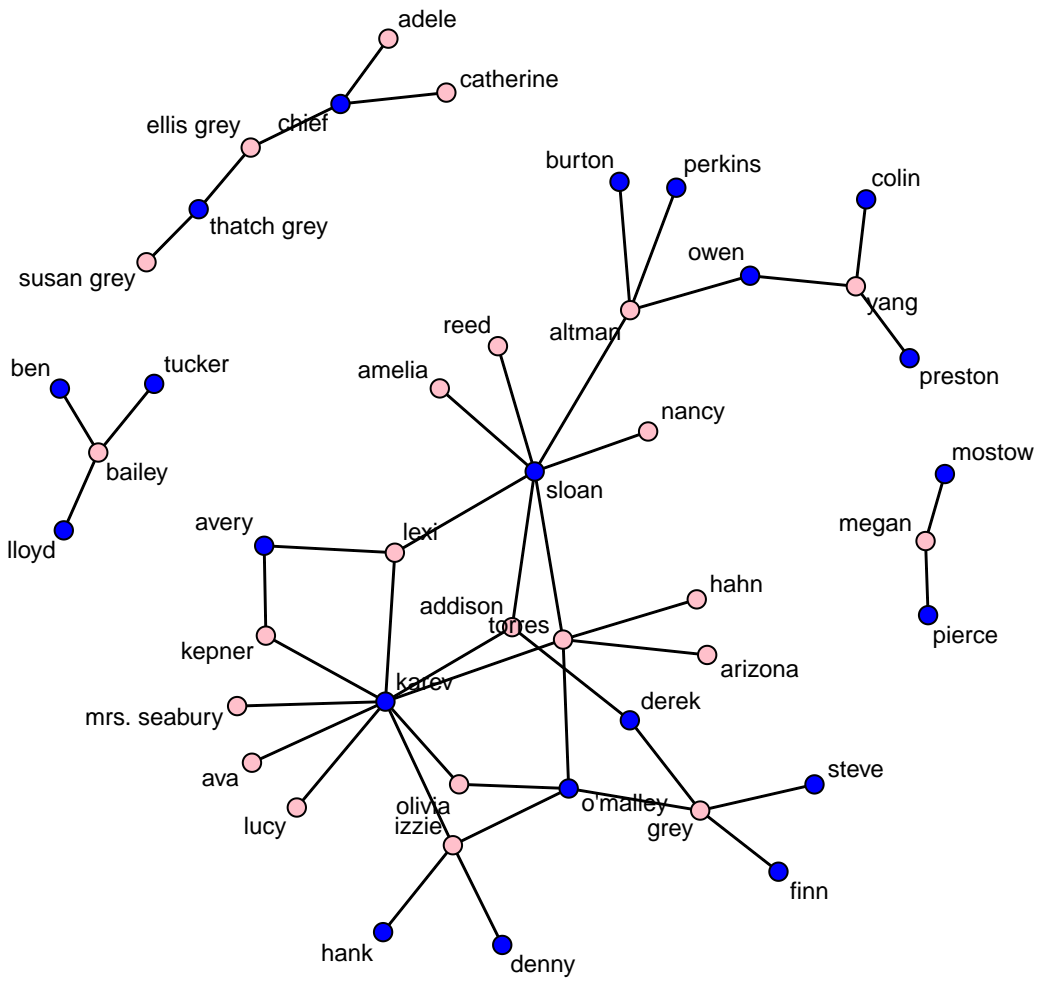 adele
catherine
chief
ellis grey
thatch grey
susan grey
burton
perkins
colin
owen
yang
altman
preston
reed
amelia
nancy
sloan
ben
tucker
bailey
lloyd
mostow
megan
pierce
avery
lexi
kepner
addison
torres
hahn
arizona
karev
mrs. seabury
ava
lucy
derek
steve
olivia
o'malley
grey
izzie
finn
hank
denny